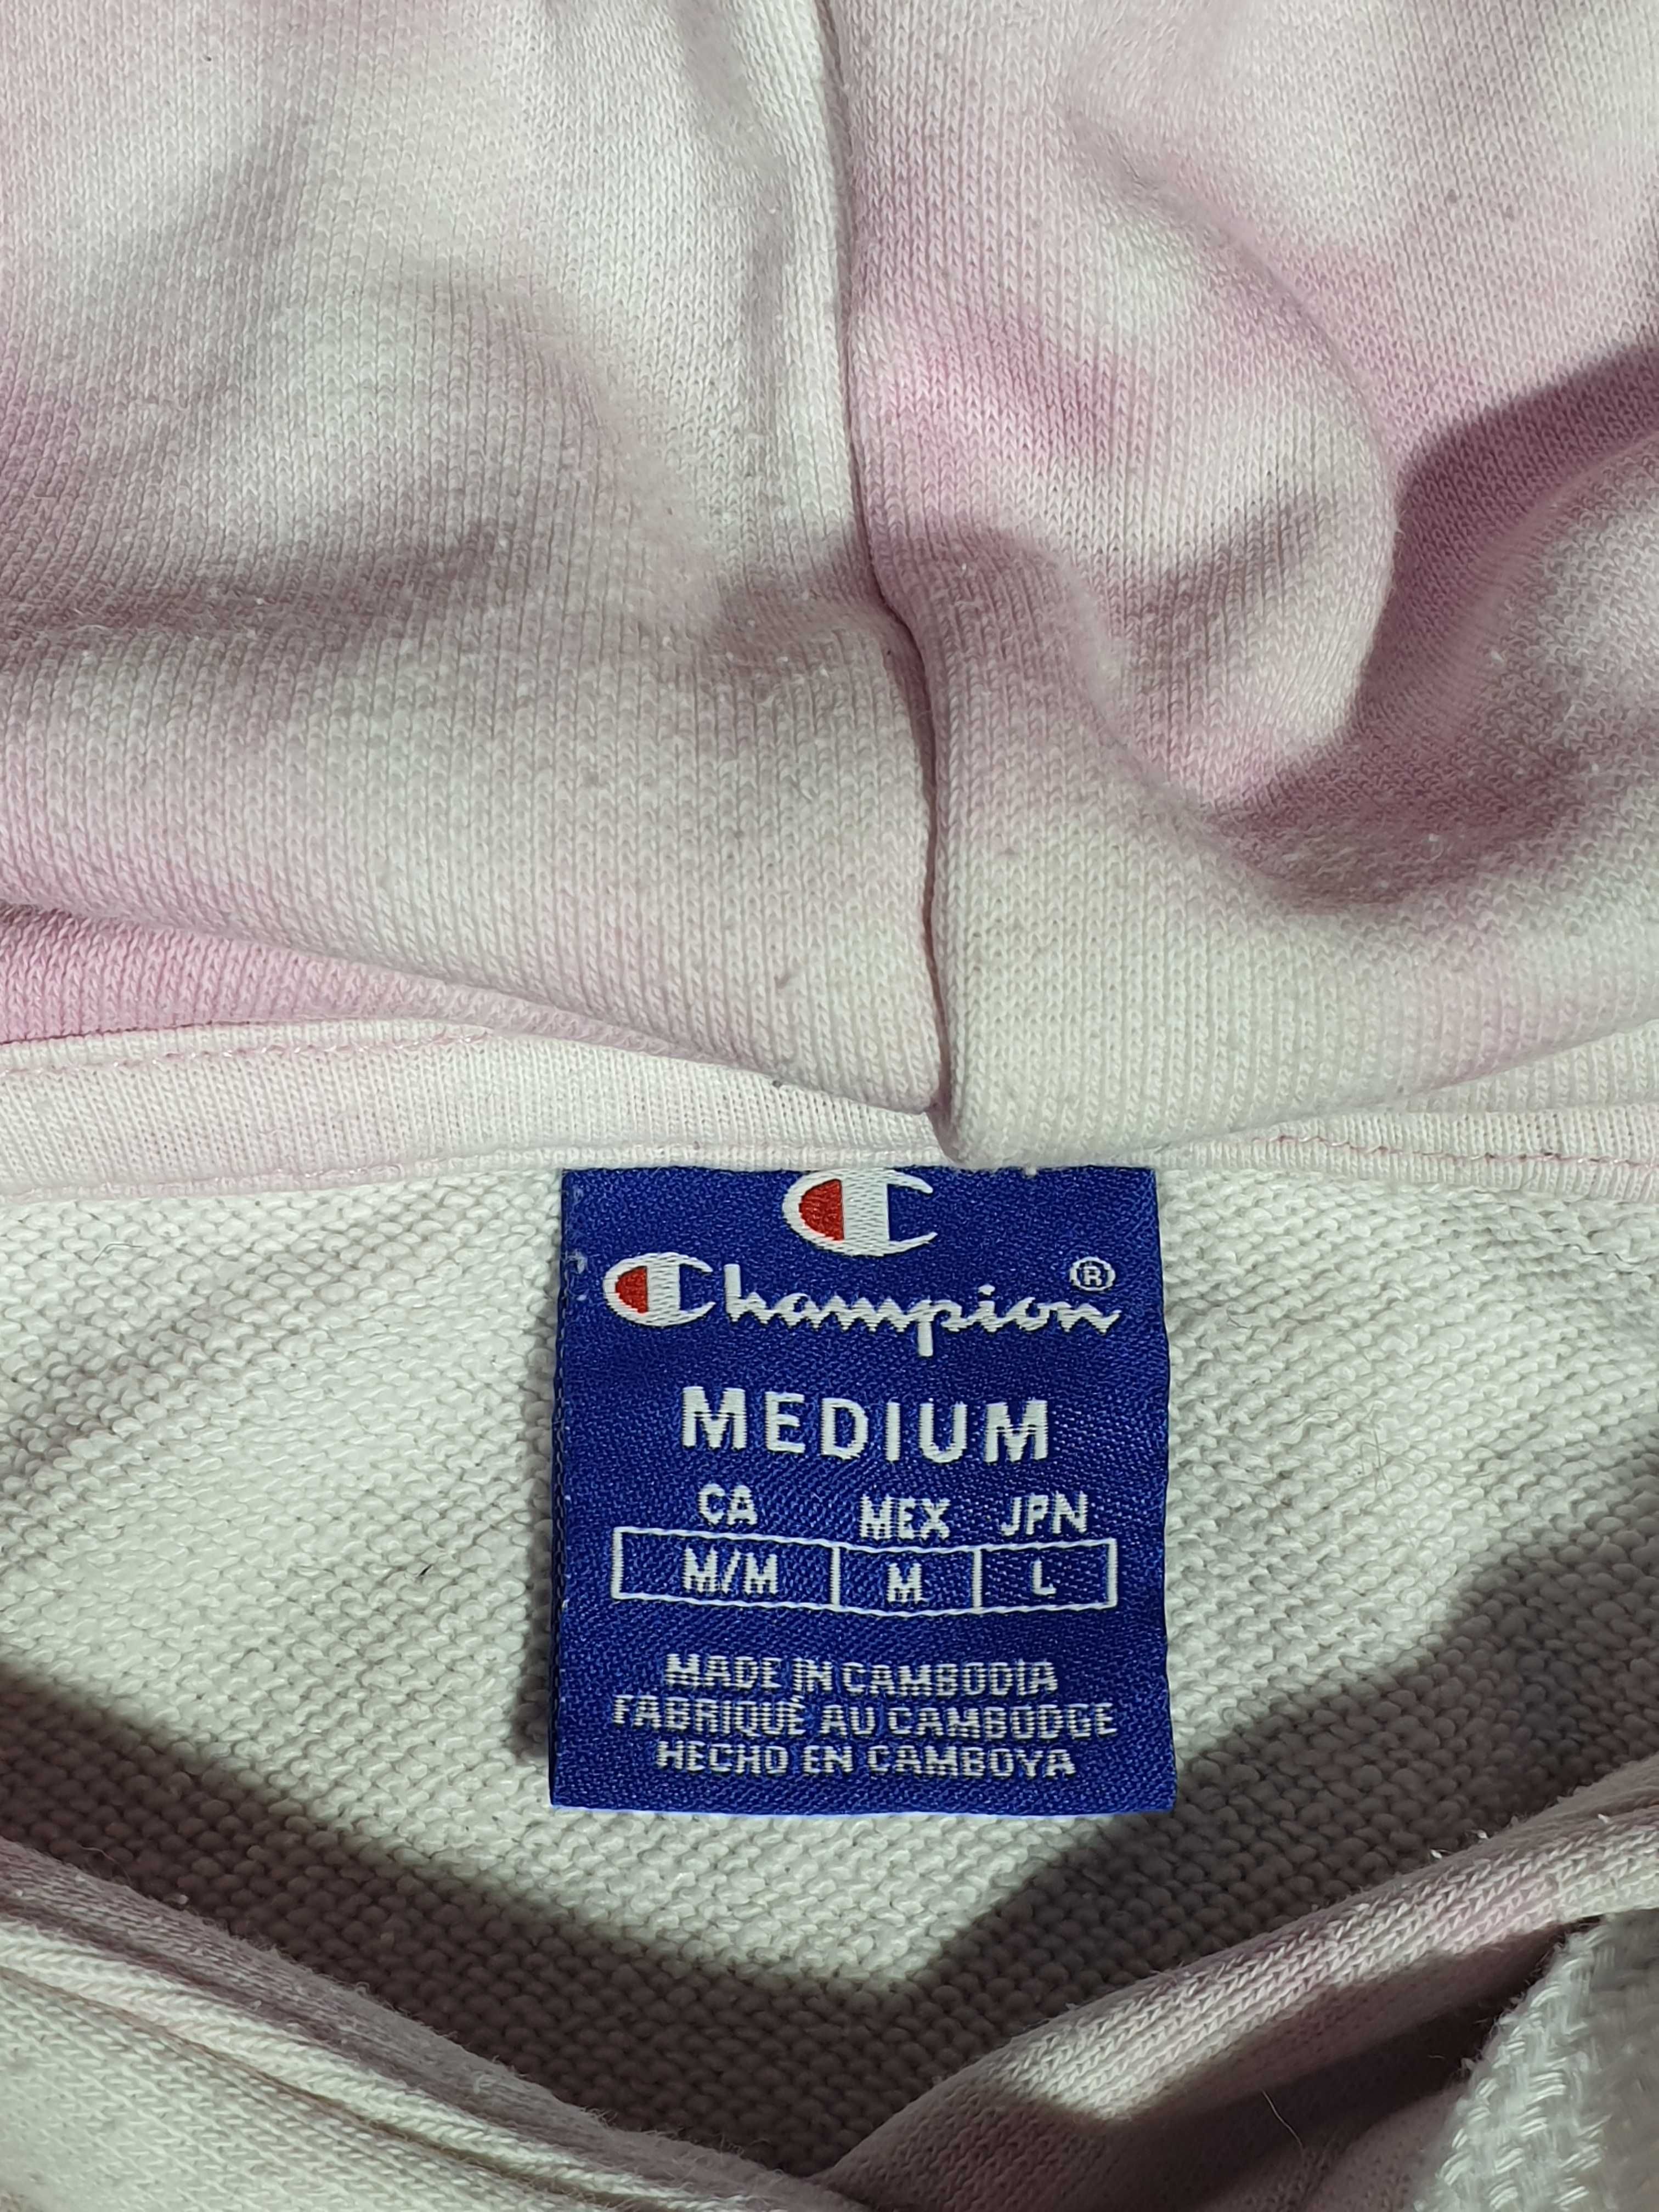 Champion®
MEDIUM
CA MEX JPN
M/M M L
MADE IN CAMBODIA
FABRIQUÉ AU CAMBODGE
HECHO EN CAMBOYA